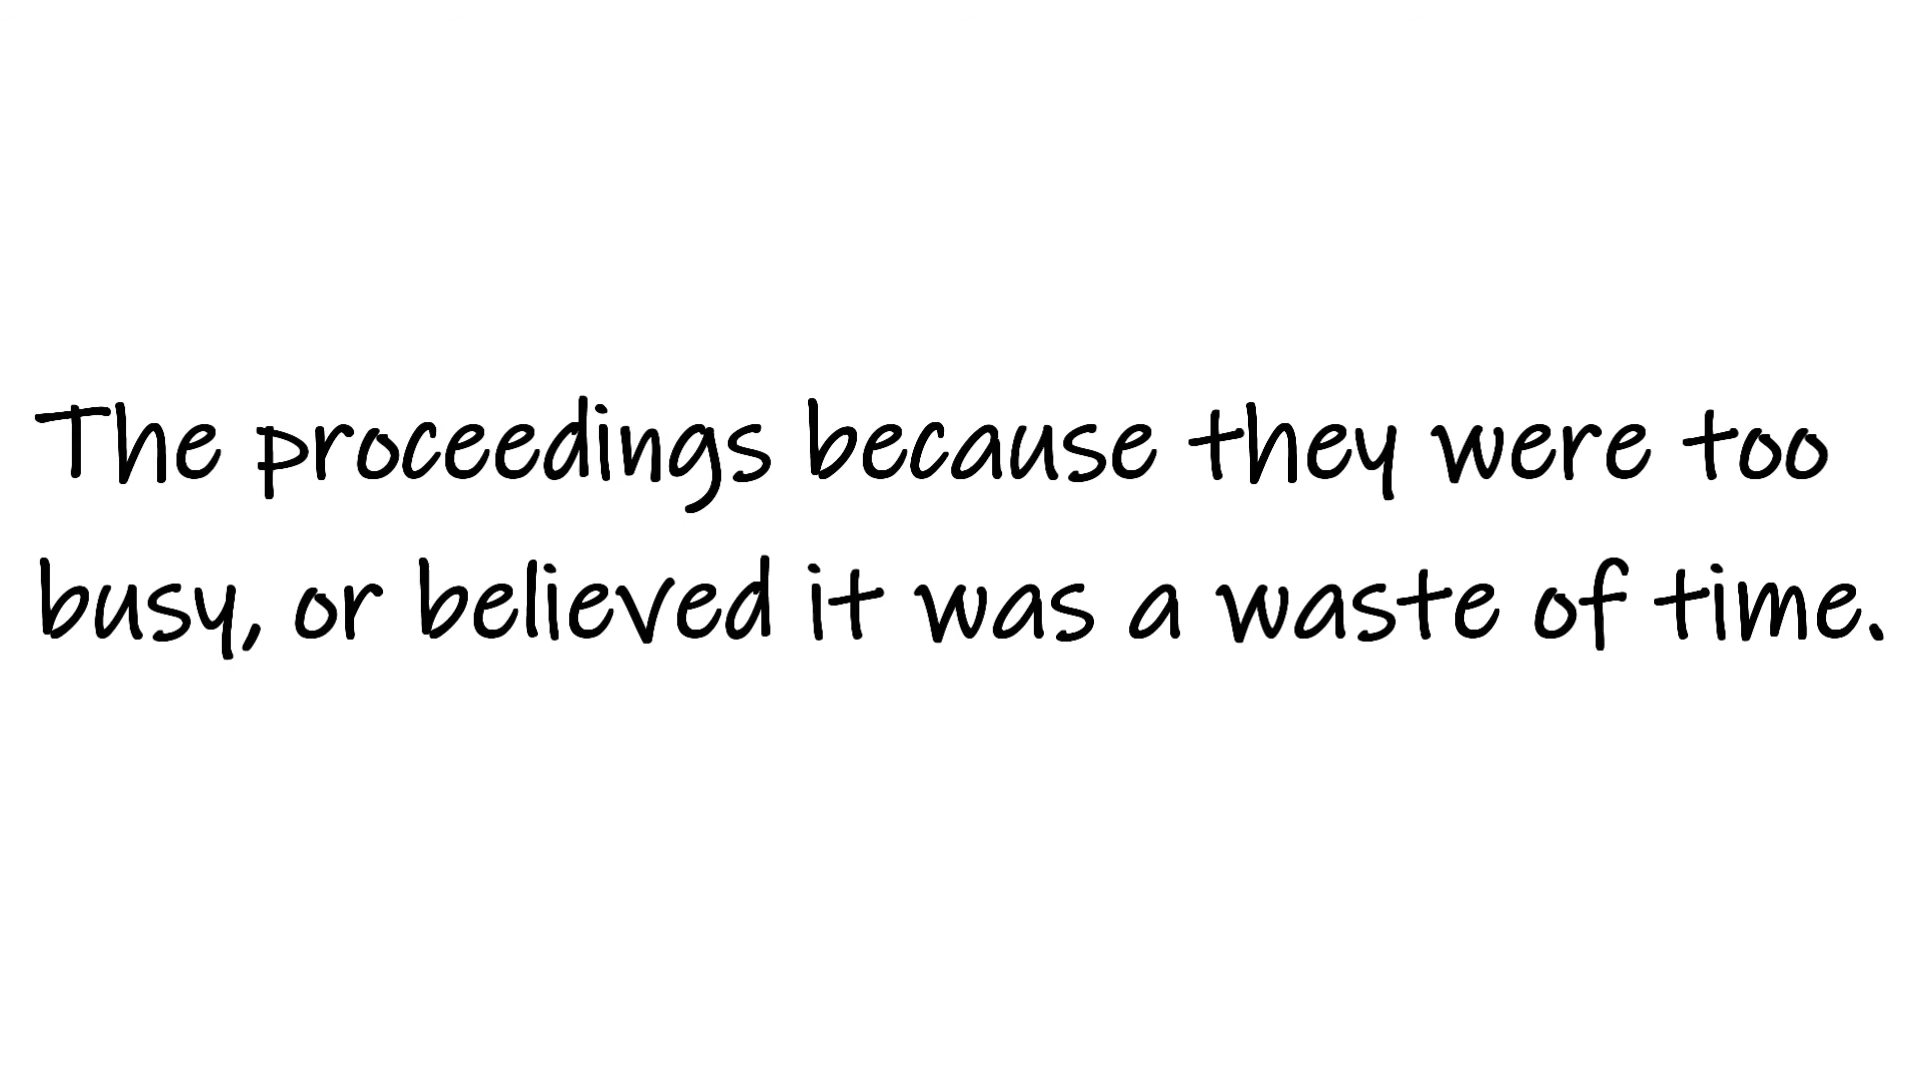 The proceedings because they were too
busy, or believed it was a waste of time.